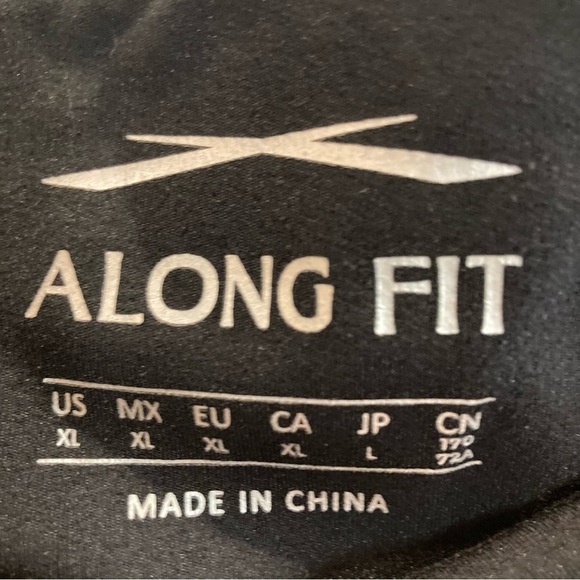 ALONG FIT
US MX EU CA JP CN
XL XL XL XL L 170
72A
MADE IN CHINA